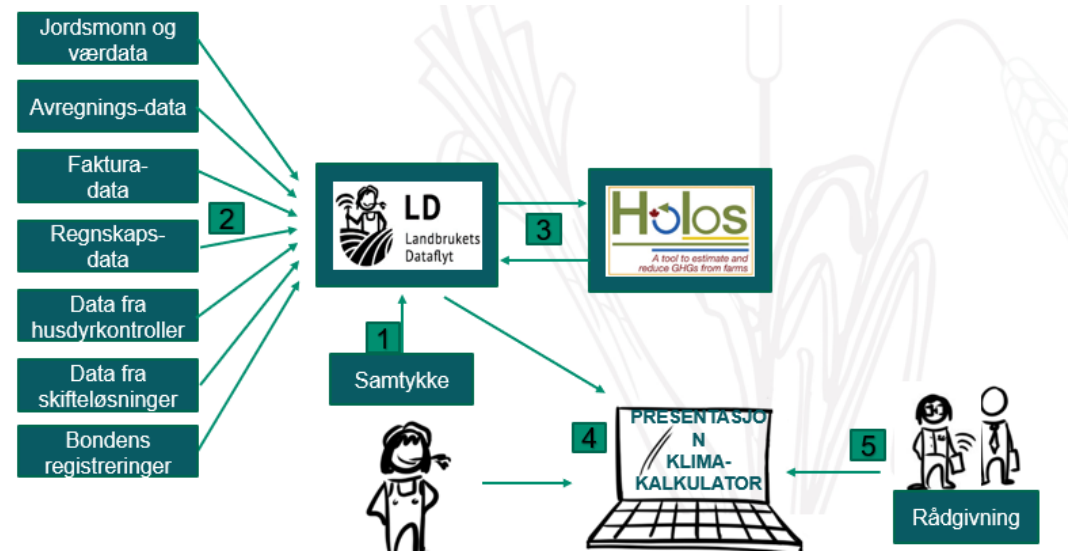 Jordsmonn og
værdata
Avregnings-data
Faktura-
data
Regnskaps-
data
Data fra
husdyrkontroller
Data fra
skifteløsninger
Bondens
registreringer
2
LD
Landbrukets
Dataflyt
3
Holos
A tool to estimate and
reduce GHGs from farms
1
Samtykke
4
PRESENTASJO
N
KLIMA-
KALKULATOR
5
Rådgivning